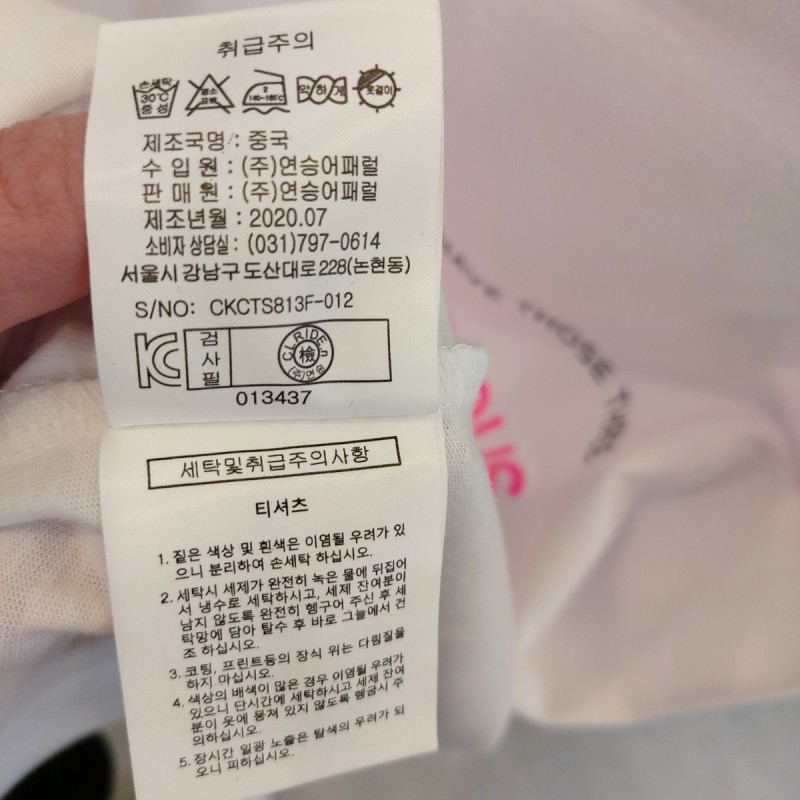 취급주의
손세탁 30℃ 중성
염소 표백
2 140~160℃
약하게
옷걸이
제조국명 : 중국
수 입 원 : (주)연승어패럴
판 매 원 : (주)연승어패럴
제조년월 : 2020.07
소비자 상담실 : (031)797-0614
서울시 강남구 도산대로 228(논현동)
S/NO: CKCTS813F-012
검사필
CLRIDE.n
檢
(주)연승
013437
세탁및취급주의사항
티셔츠
1. 짙은 색상 및 흰색은 이염될 우려가 있
으니 분리하여 손세탁 하십시오.
2. 세탁시 세제가 완전히 녹은 물에 뒤집어
서 냉수로 세탁하시고, 세제 잔여분이
남지 않도록 완전히 헹구어 주신 후 세
탁망에 담아 탈수 후 바로 그늘에서 건
조 하십시오.
3. 코팅, 프린트등의 장식 위는 다림질을
하지 마십시오.
4. 색상의 배색이 많은 경우 이염될 우려가
있으니 단시간에 세탁하시고 세제 잔여
분이 옷에 뭉쳐 있지 않도록 헹굼시 주
의하십시오.
5. 장시간 일광 노출은 탈색의 우려가 되
오니 피하십시오.
THOSE